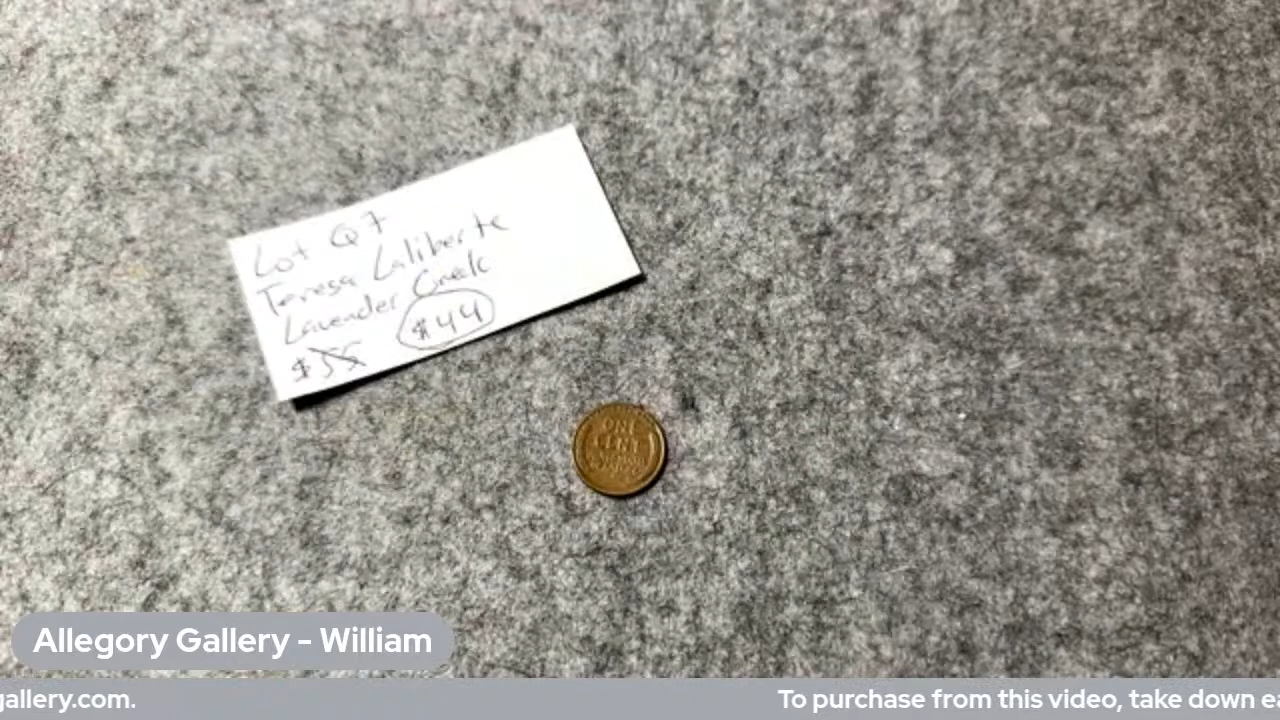 Lot Q7
Teresa Laliberte
Lavender Creek
$55 $44
ONE
CENT
Allegory Gallery - William
gallery.com.
To purchase from this video, take down ea